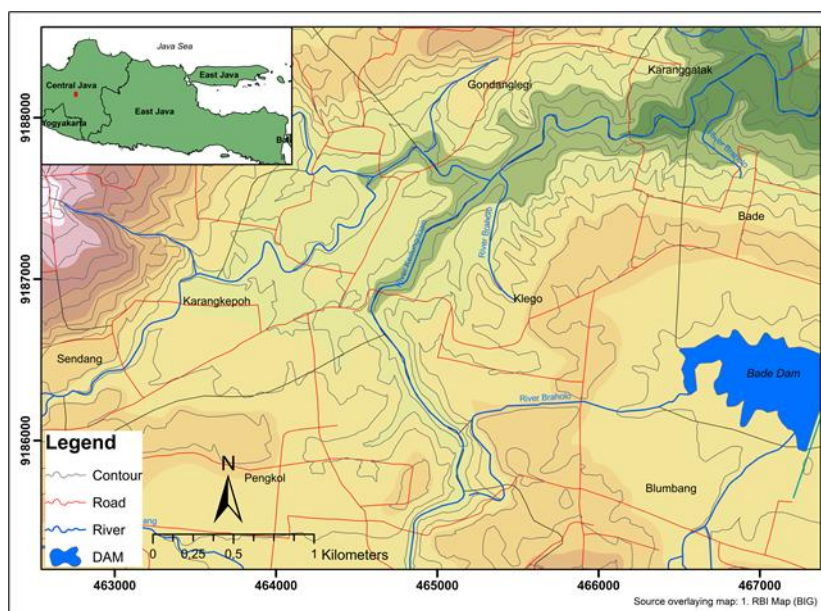 Java Sea
Central Java
East Java
East Java
Yogyakarta
Gondanglegi
Karanggatak
River Braholo
Bade
River Braholo
Klego
Karangkepoh
Sendang
Bade Dam
River Braholo
Blumbang
Pengkol
9188000
9187000
9186000
Legend
Contour
Road
River
DAM
N
0 0,25 0,5 1
Kilometers
463000 464000 465000 466000 467000
Source overlaying map: 1. RBI Map (BIG)